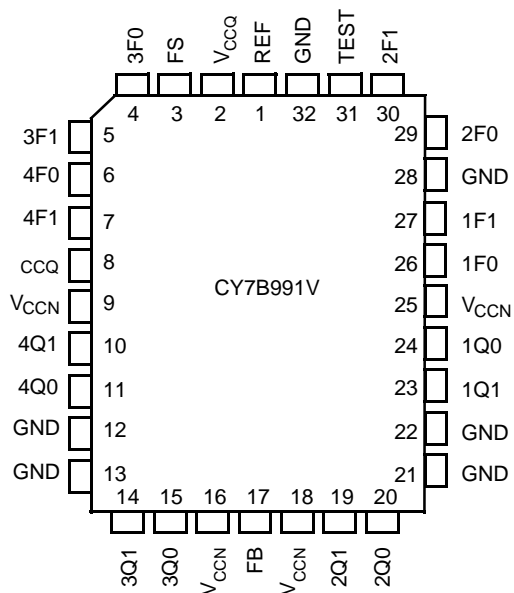 3F0 FS VCCQ REF GND TEST 2F1
4 3 2 1 32 31 30
3F1 5 29 2F0
4F0 6 28 GND
4F1 7 27 1F1
CCQ 8 26 1F0
CY7B991V
VCCN 9 25 VCCN
4Q1 10 24 1Q0
4Q0 11 23 1Q1
GND 12 22 GND
GND 13 21 GND
14 15 16 17 18 19 20
3Q1 3Q0 VCCN FB VCCN 2Q1 2Q0